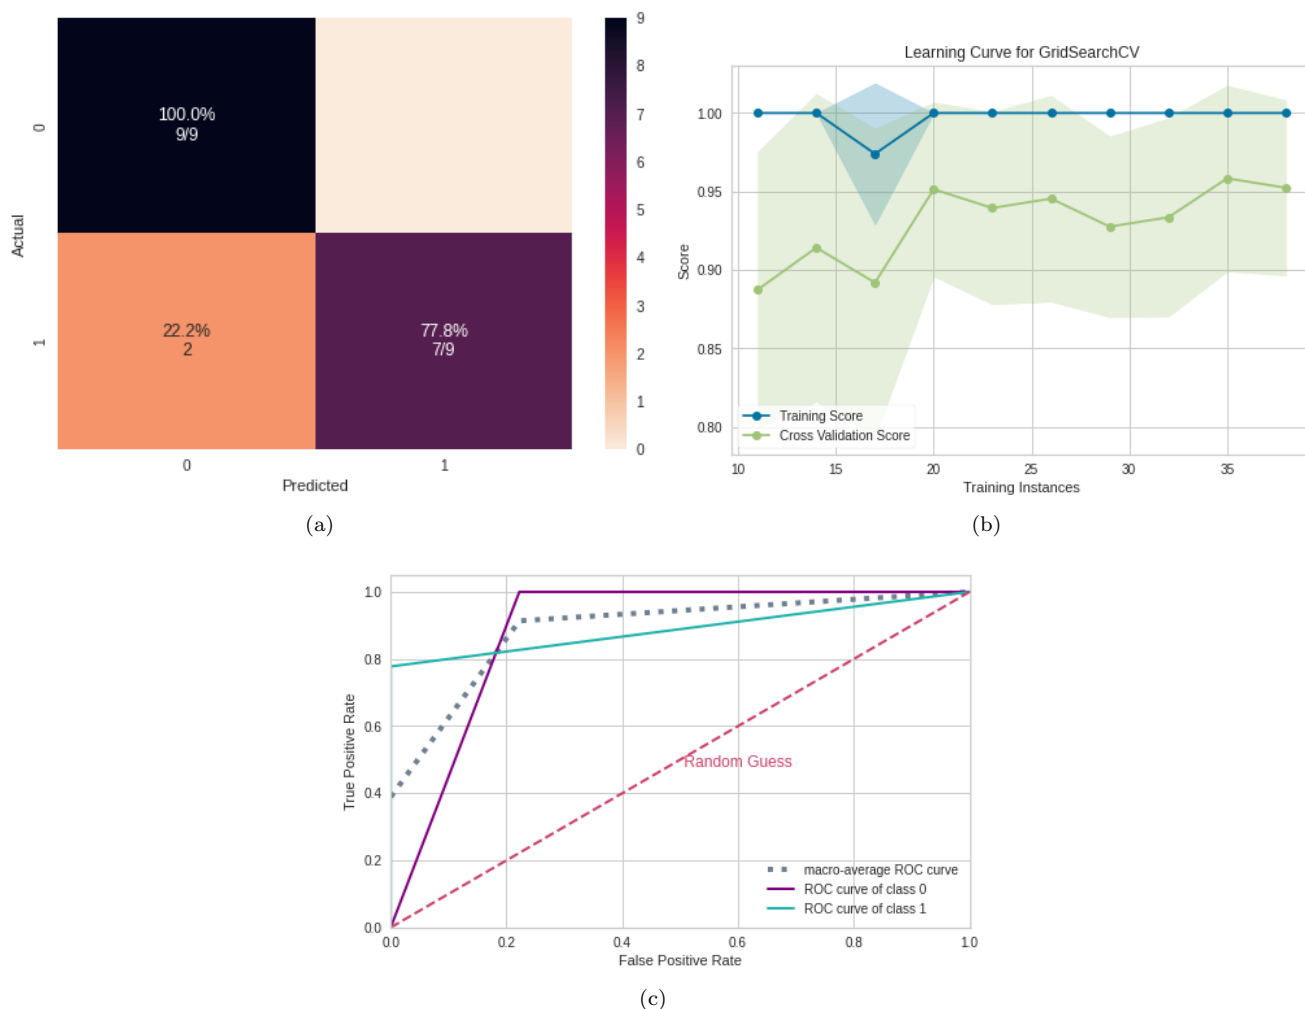 Actual
0
1
100.0%
9/9
22.2%
2
77.8%
7/9
0
1
Predicted
9
8
7
6
5
4
3
2
1
0
(a)
Learning Curve for GridSearchCV
Score
1.00
0.95
0.90
0.85
0.80
Training Score
Cross Validation Score
10
15
20
25
30
35
Training Instances
(b)
True Positive Rate
1.0
0.8
0.6
0.4
0.2
0.0
Random Guess
macro-average ROC curve
ROC curve of class 0
ROC curve of class 1
0.0
0.2
0.4
0.6
0.8
1.0
False Positive Rate
(c)